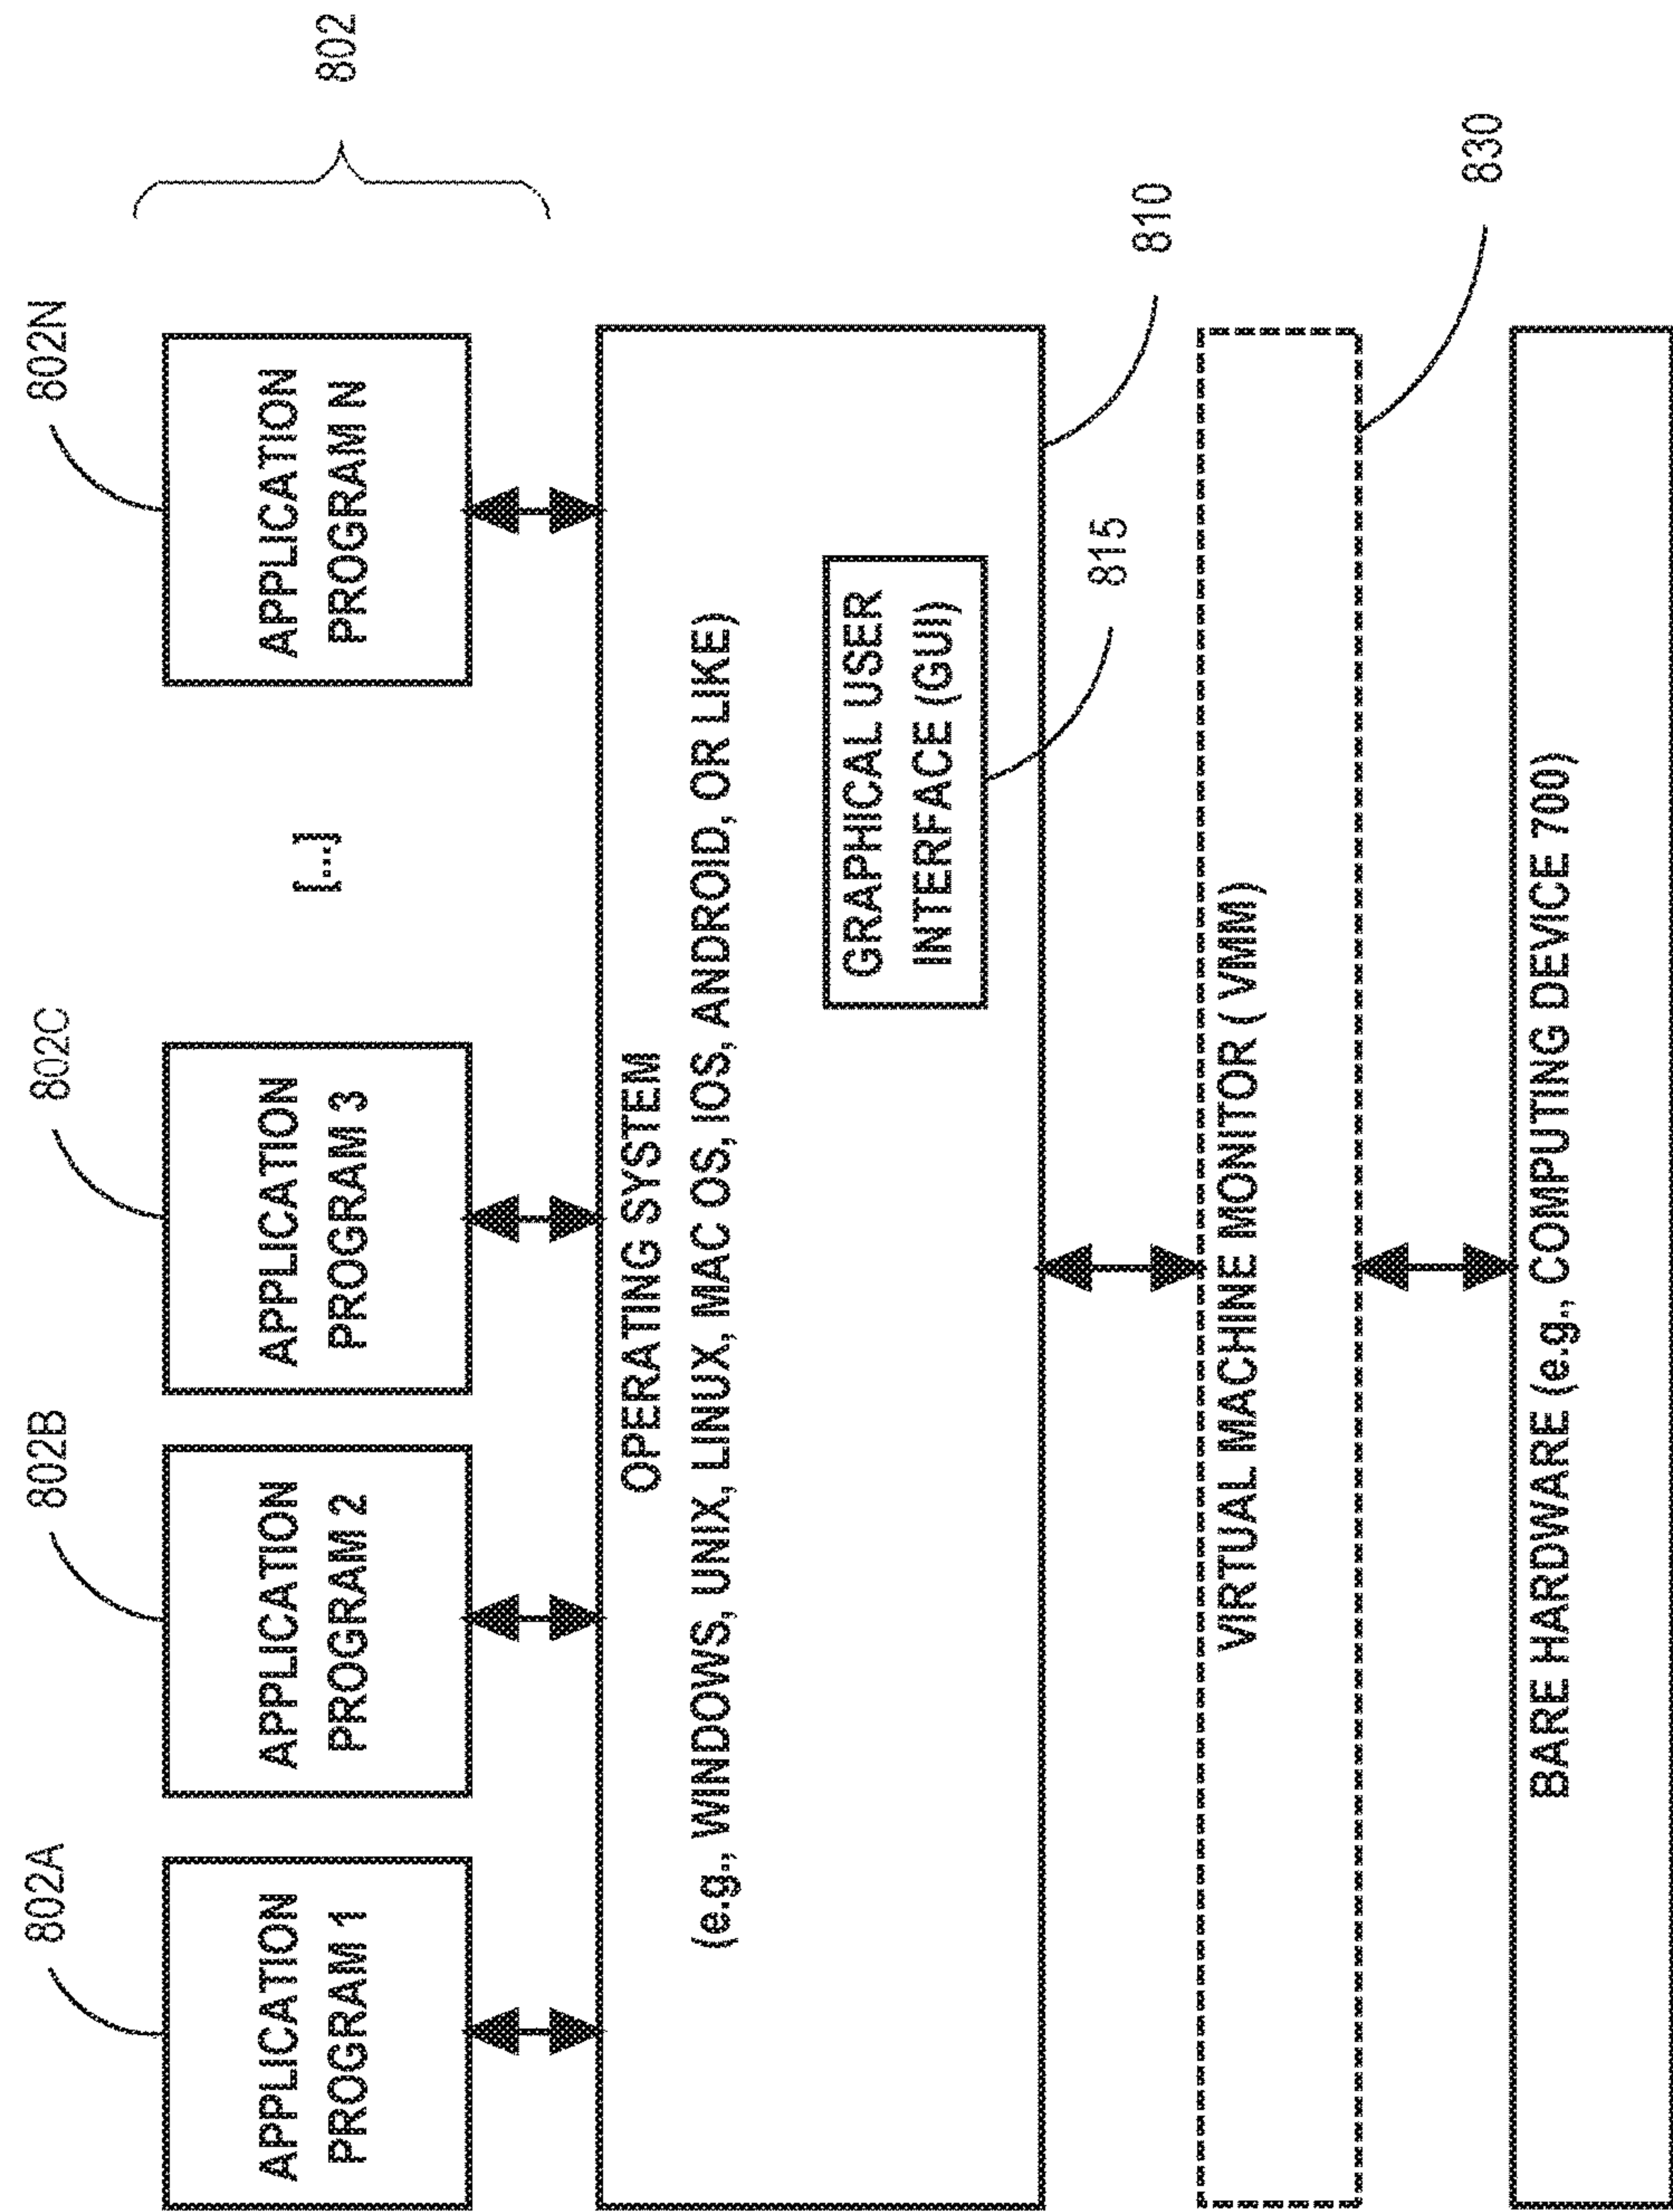 802A
802B
802C
802N
802
APPLICATION
PROGRAM 1
APPLICATION
PROGRAM 2
APPLICATION
PROGRAM 3
[...]
APPLICATION
PROGRAM N
OPERATING SYSTEM
(e.g., WINDOWS, UNIX, LINUX, MAC OS, IOS, ANDROID, OR LIKE)
GRAPHICAL USER
INTERFACE (GUI)
810
815
VIRTUAL MACHINE MONITOR ( VMM)
830
BARE HARDWARE (e.g., COMPUTING DEVICE 700)